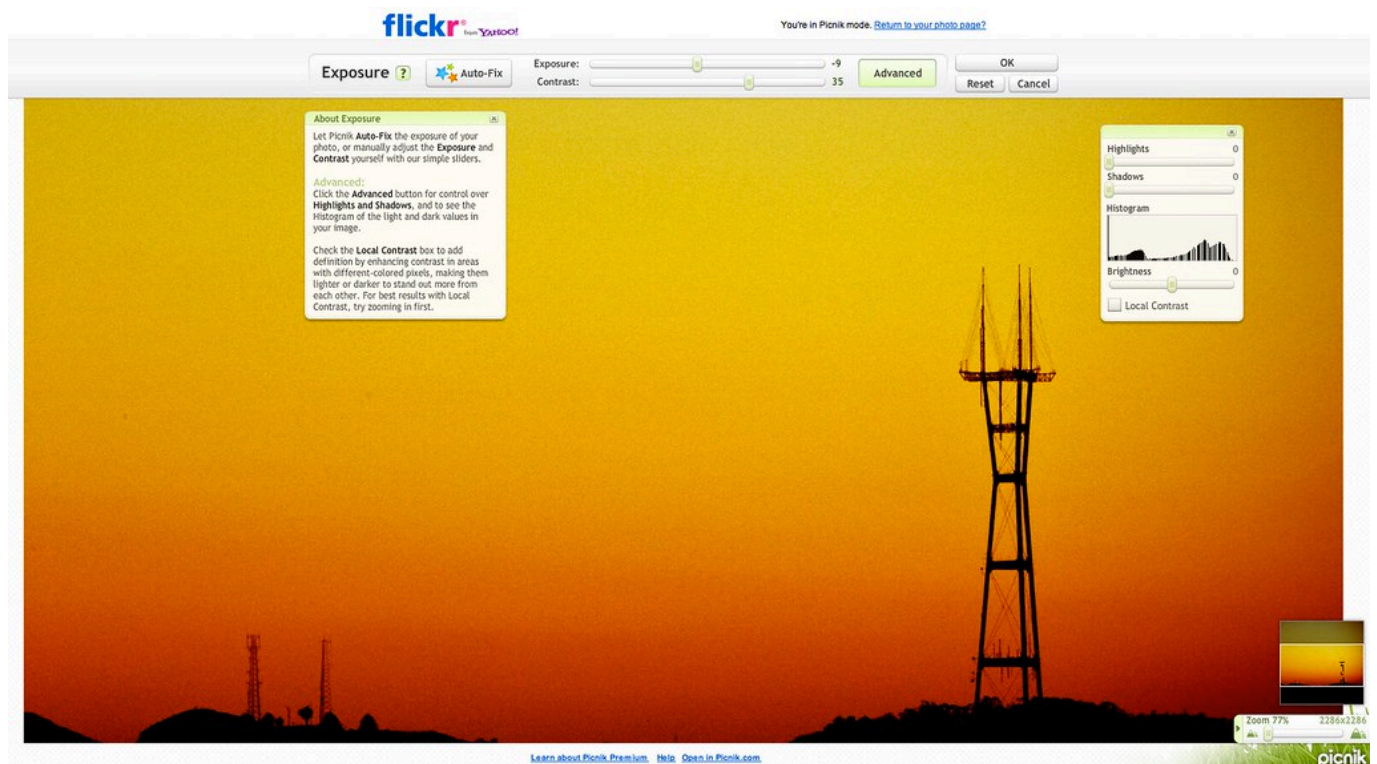 flickr from YAHOO!
You're in Picnik mode. Return to your photo page?
Exposure ? Auto-Fix
Exposure: -9
Contrast: 35
Advanced
OK
Reset Cancel
About Exposure
Let Picnik Auto-Fix the exposure of your
photo, or manually adjust the Exposure and
Contrast yourself with our simple sliders.
Advanced:
Click the Advanced button for control over
Highlights and Shadows, and to see the
Histogram of the light and dark values in
your image.
Check the Local Contrast box to add
definition by enhancing contrast in areas
with different-colored pixels, making them
lighter or darker to stand out more from
each other. For best results with Local
Contrast, try zooming in first.
Highlights 0
Shadows 0
Histogram
Brightness 0
Local Contrast
Zoom 77% 2286x2286
Learn about Picnik Premium Help Open in Picnik.com
picnik